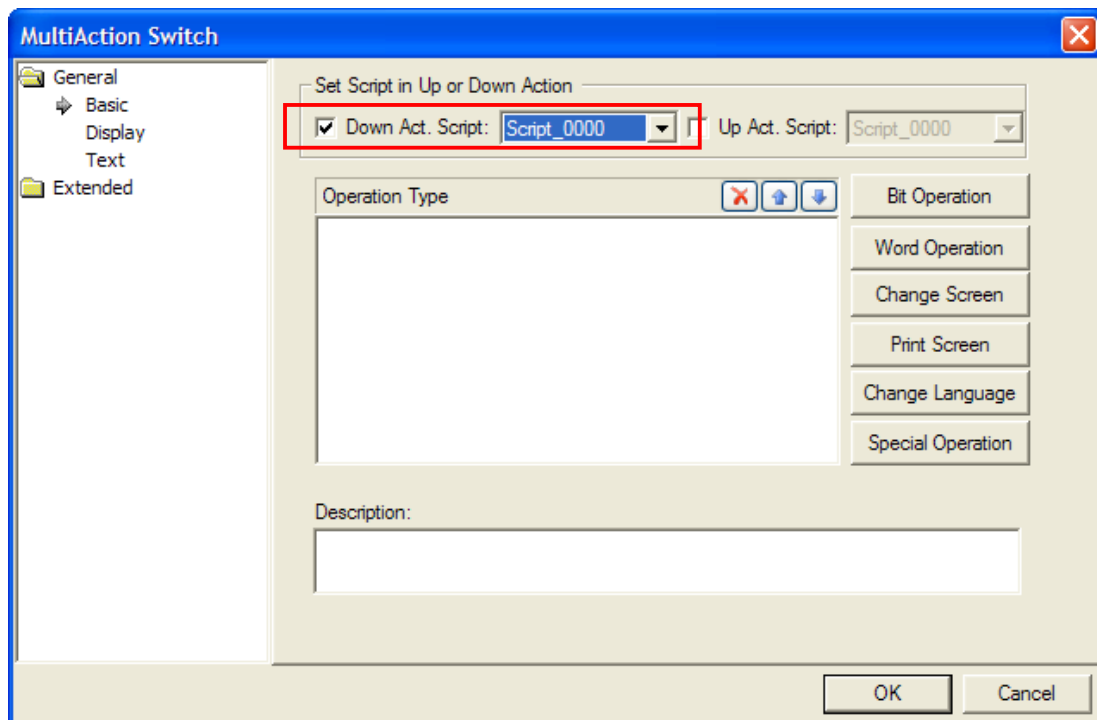 MultiAction Switch
General
Basic
Display
Text
Extended
Set Script in Up or Down Action
Down Act. Script: Script_0000 Up Act. Script: Script_0000
Operation Type
Bit Operation
Word Operation
Change Screen
Print Screen
Change Language
Special Operation
Description:
OK Cancel